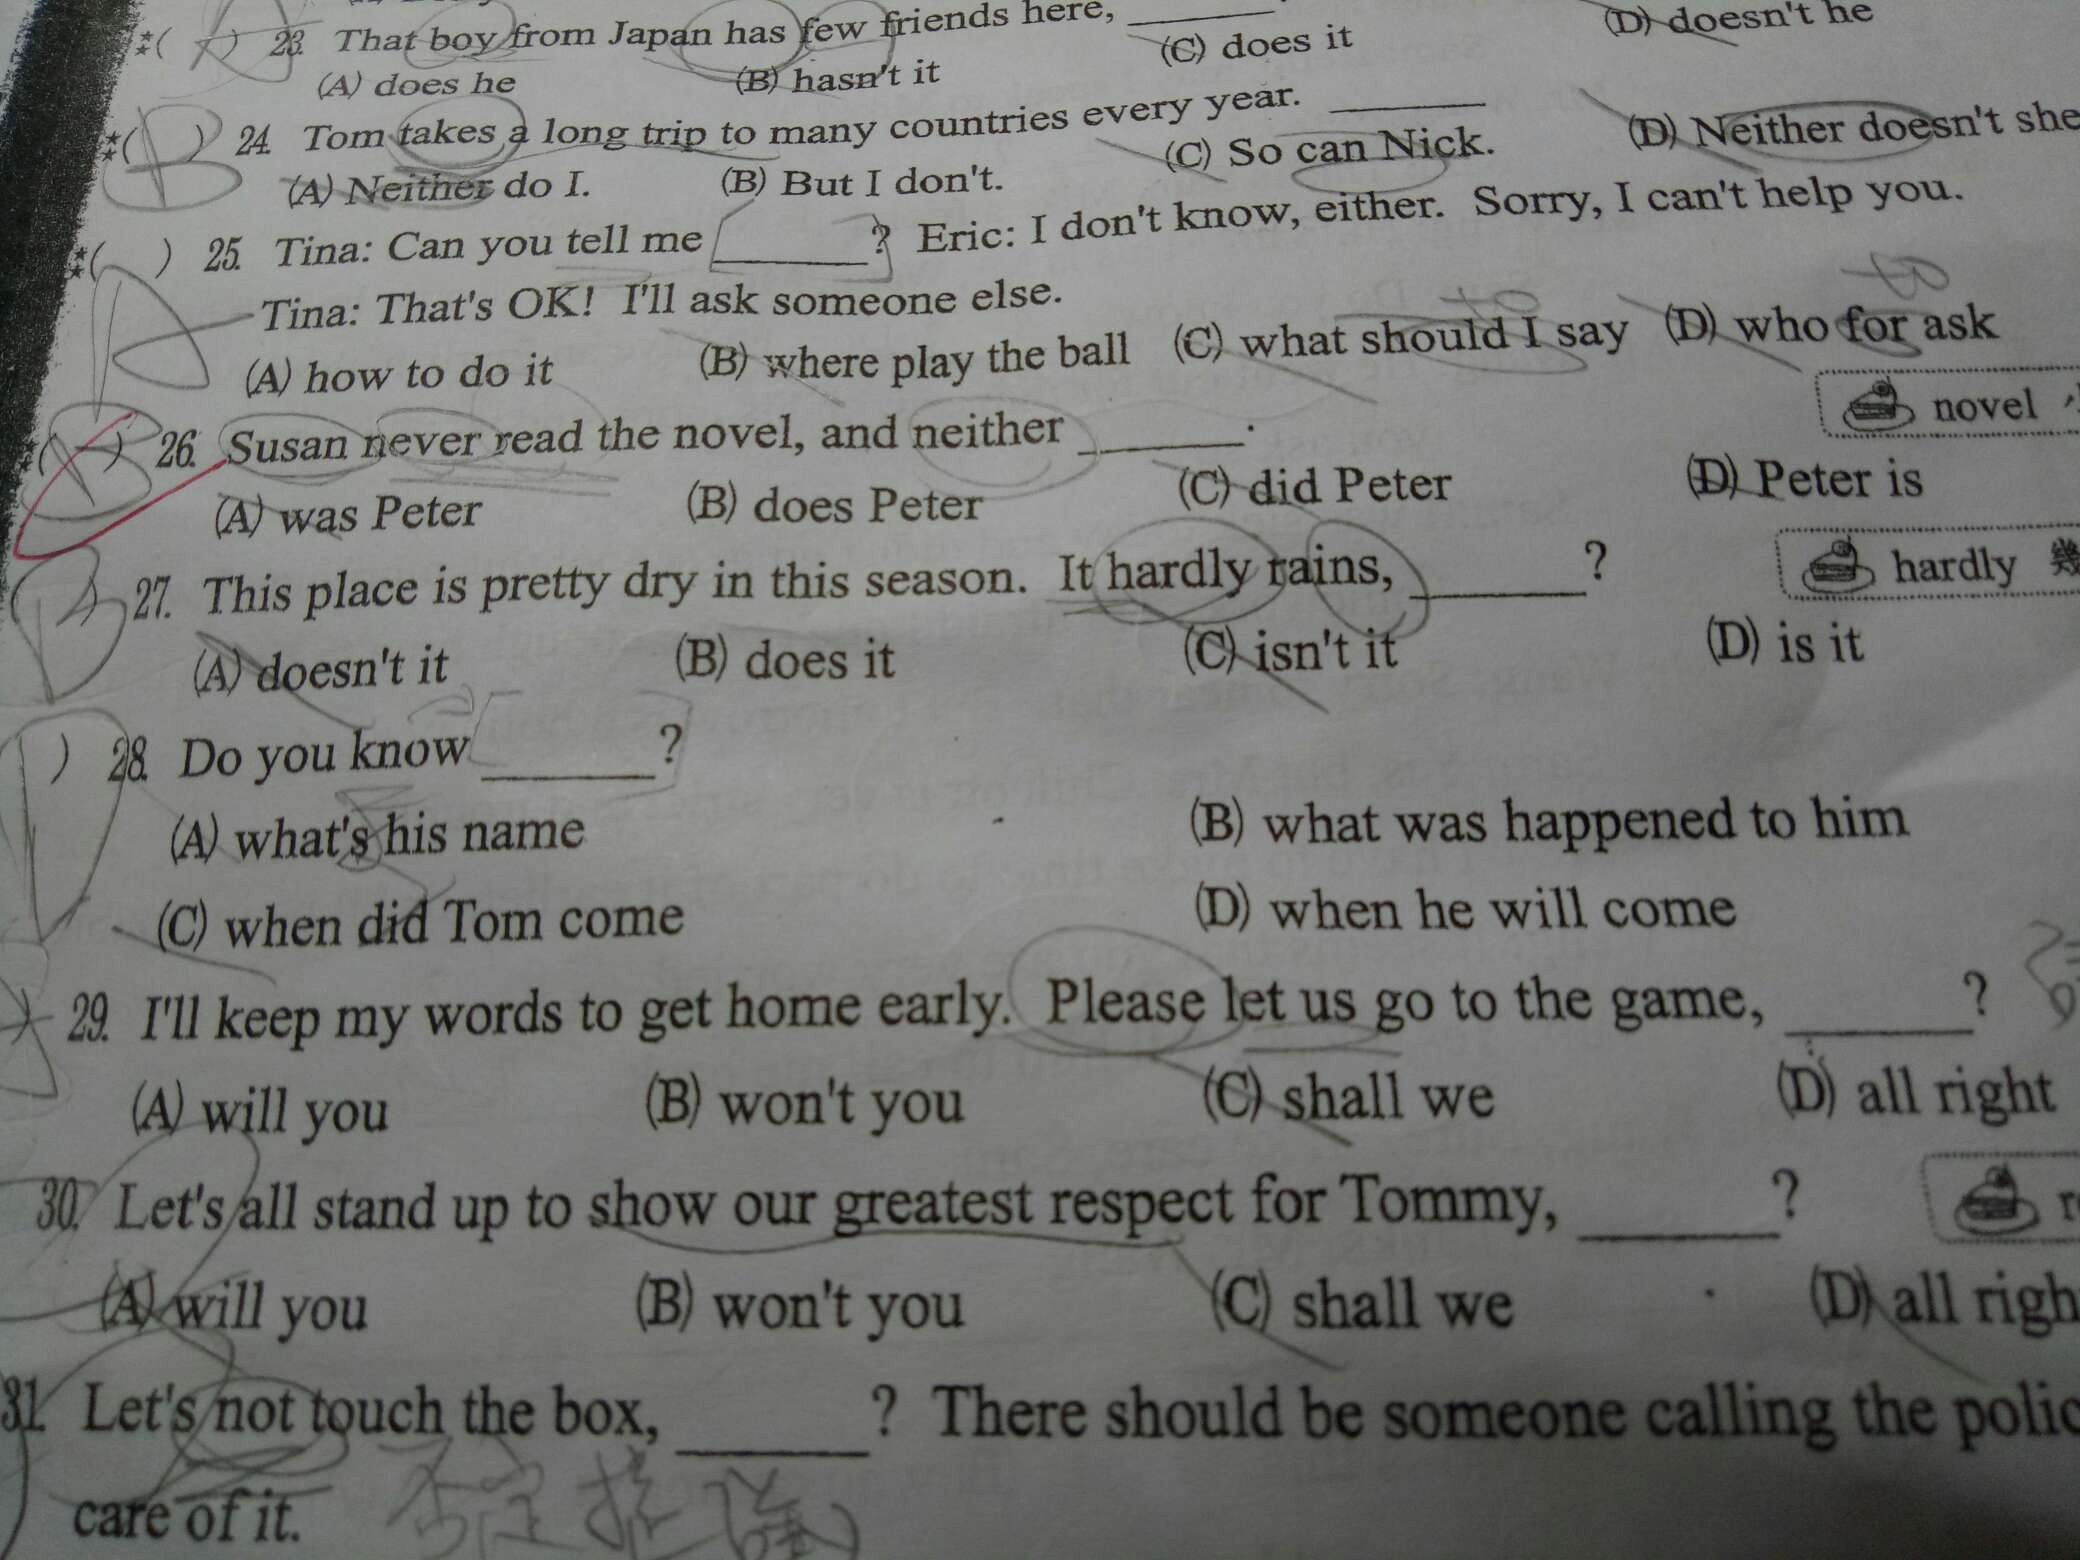 23. That boy from Japan has few friends here, ______
(A) does he (B) hasn't it (C) does it (D) doesn't he
24. Tom takes a long trip to many countries every year. ______
(A) Neither do I. (B) But I don't. (C) So can Nick. (D) Neither doesn't she
25. Tina: Can you tell me ______? Eric: I don't know, either. Sorry, I can't help you.
Tina: That's OK! I'll ask someone else.
to
to
(A) how to do it (B) where play the ball (C) what should I say (D) who for ask
novel
26. Susan never read the novel, and neither ______.
(A) was Peter (B) does Peter (C) did Peter (D) Peter is
27. This place is pretty dry in this season. It hardly rains, ______?
hardly 幾
(A) doesn't it (B) does it (C) isn't it (D) is it
28. Do you know ______?
(A) what's his name (B) what was happened to him
(C) when did Tom come (D) when he will come
29. I'll keep my words to get home early. Please let us go to the game, ______?
(A) will you (B) won't you (C) shall we (D) all right
30. Let's all stand up to show our greatest respect for Tommy, ______?
(A) will you (B) won't you (C) shall we (D) all righ
31. Let's not touch the box, ______? There should be someone calling the polic
care of it.